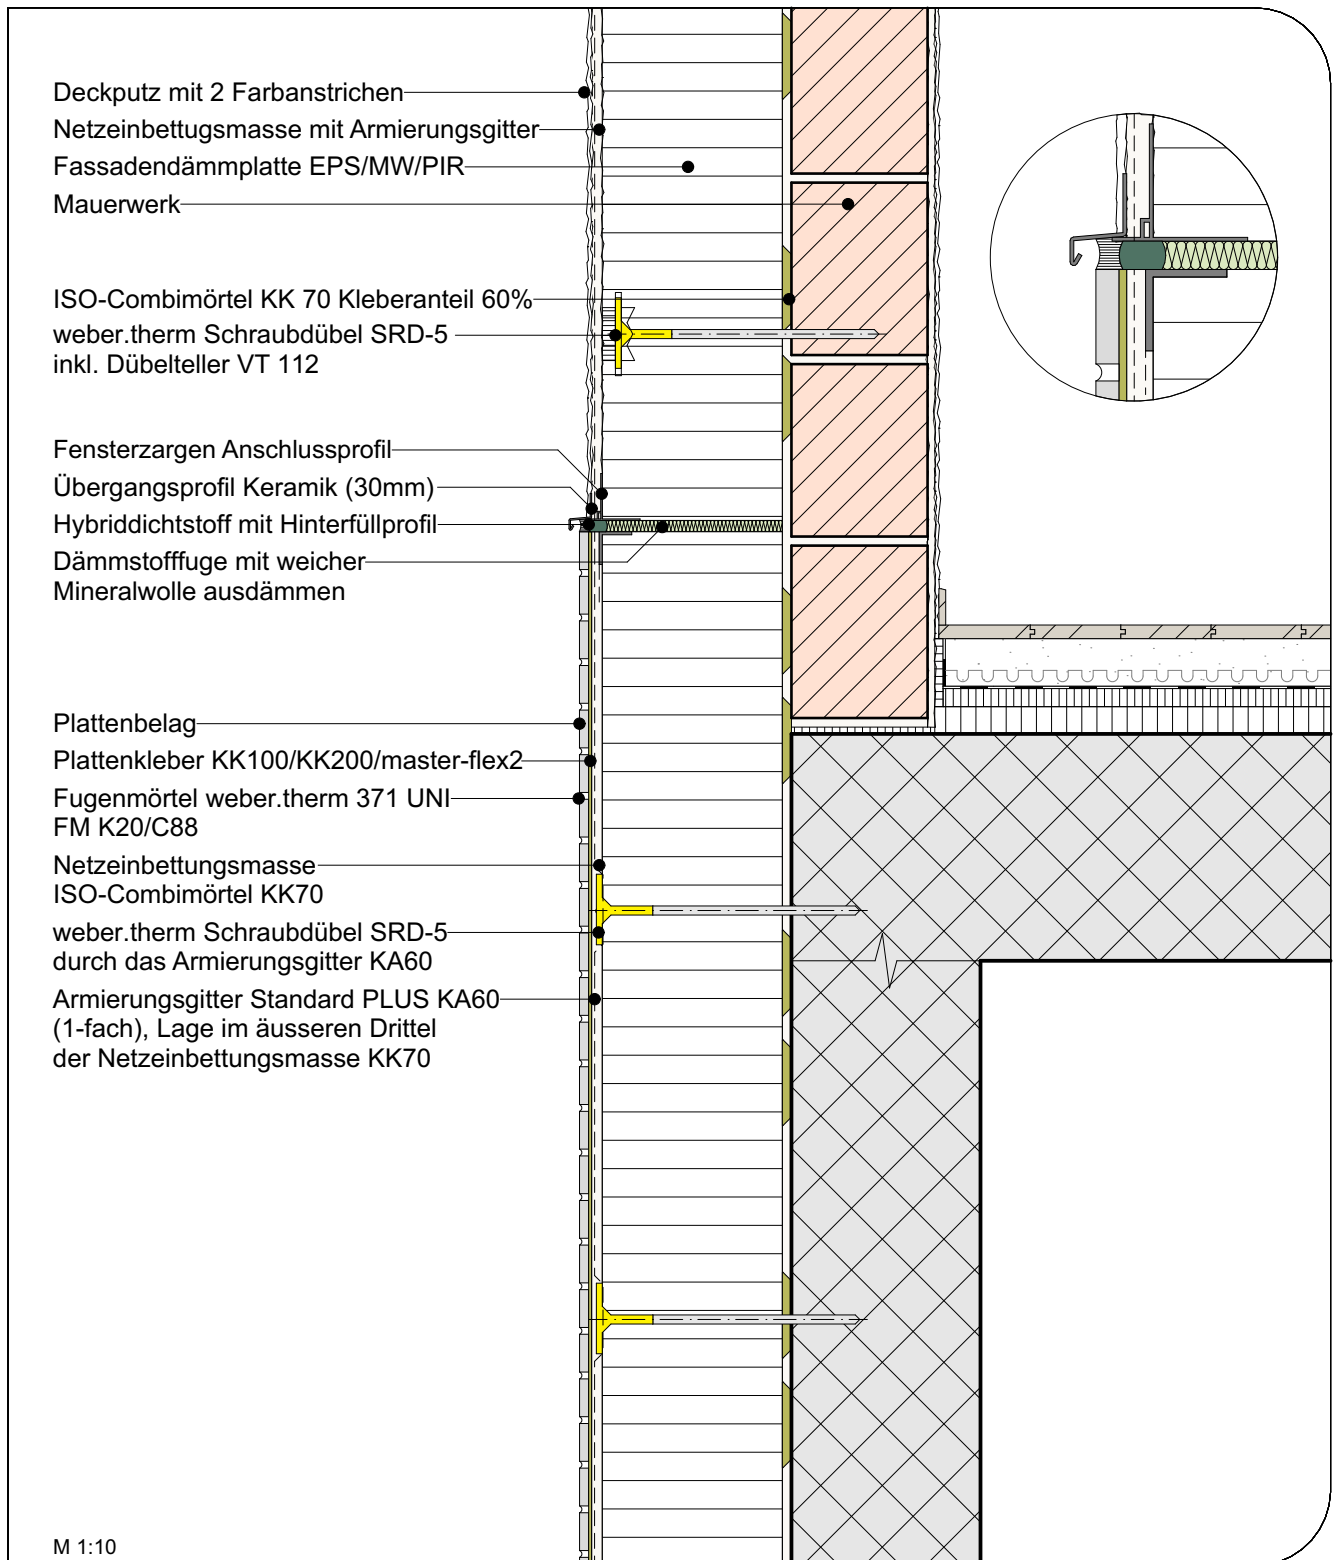 Deckputz mit 2 Farbanstrichen
Netzeinbettugsmasse mit Armierungsgitter
Fassadendämmplatte EPS/MW/PIR
Mauerwerk
ISO-Combimörtel KK 70 Kleberanteil 60%
weber.therm Schraubdübel SRD-5
inkl. Dübelteller VT 112
Fensterzargen Anschlussprofil
Übergangsprofil Keramik (30mm)
Hybriddichtstoff mit Hinterfüllprofil
Dämmstofffuge mit weicher
Mineralwolle ausdämmen
Plattenbelag
Plattenkleber KK100/KK200/master-flex2
Fugenmörtel weber.therm 371 UNI
FM K20/C88
Netzeinbettungsmasse
ISO-Combimörtel KK70
weber.therm Schraubdübel SRD-5
durch das Armierungsgitter KA60
Armierungsgitter Standard PLUS KA60
(1-fach), Lage im äusseren Drittel
der Netzeinbettungsmasse KK70
M 1:10